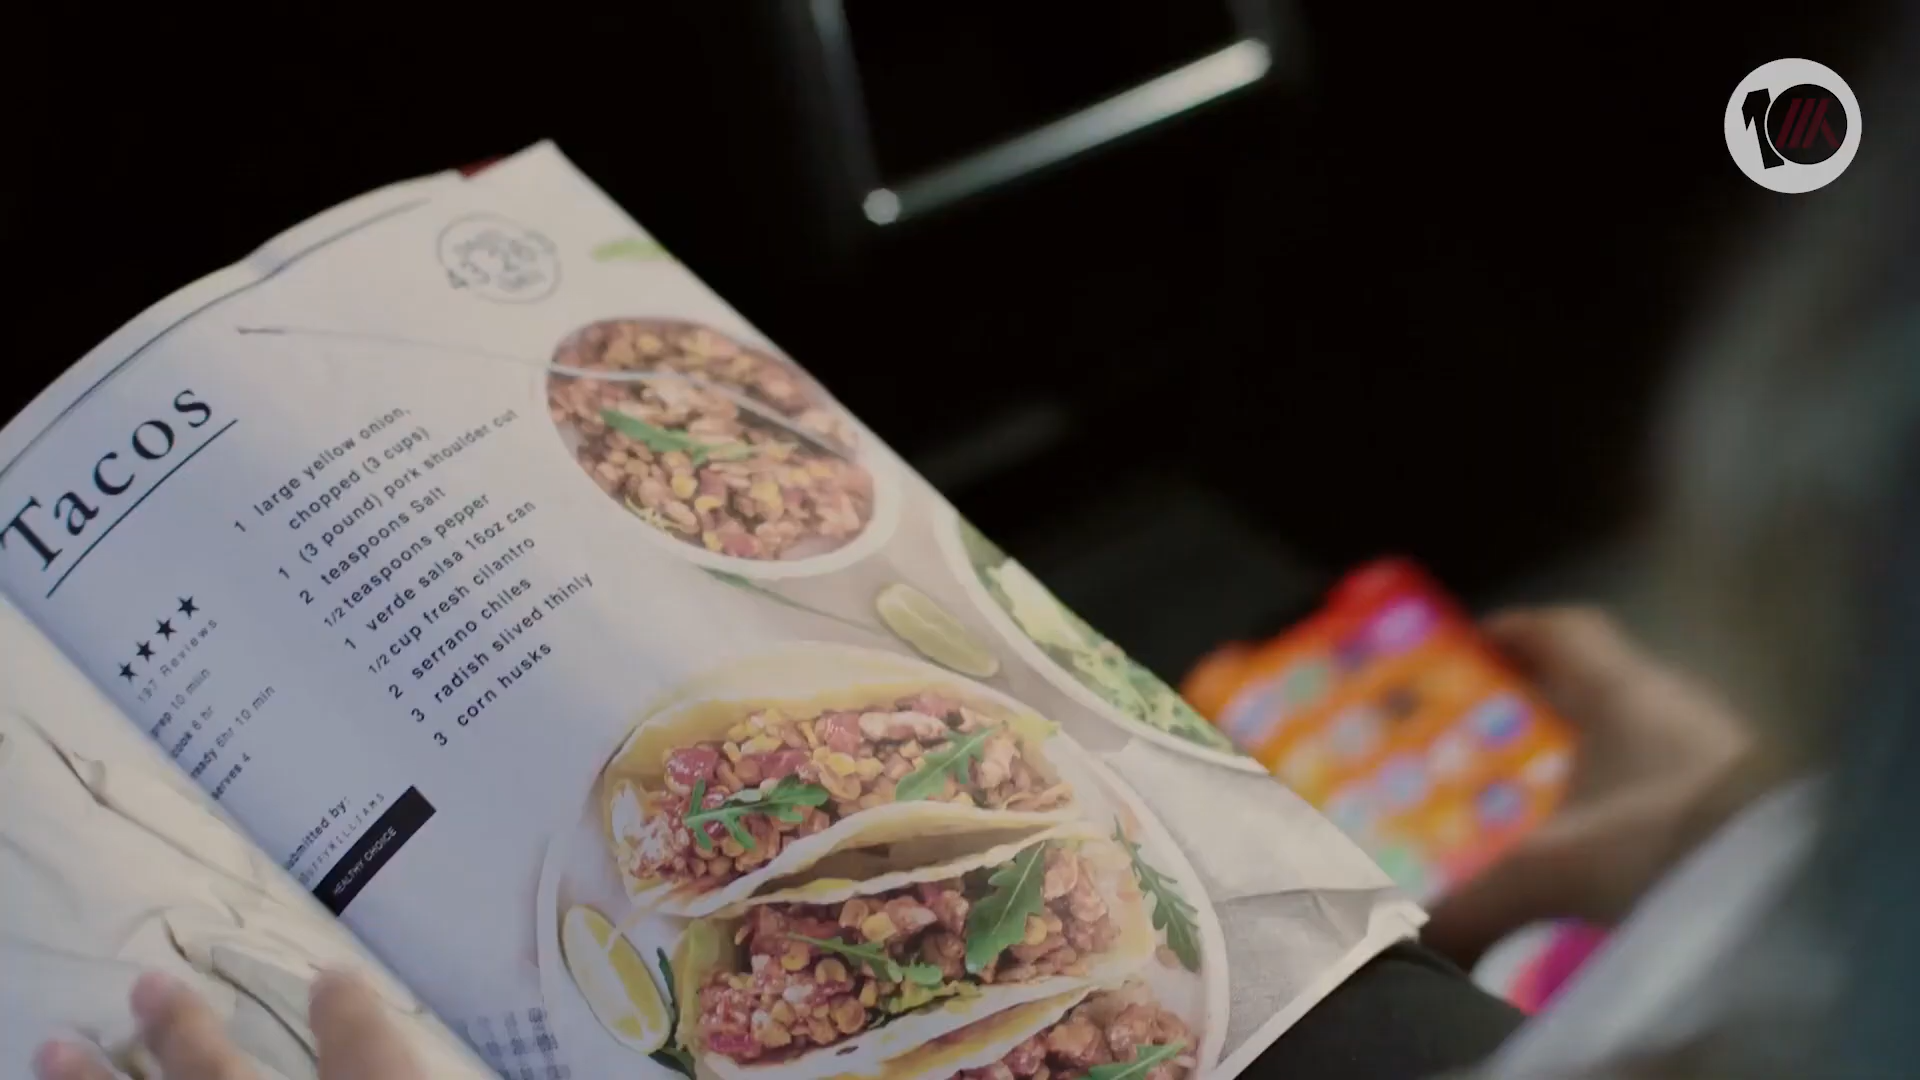 Tacos
197 Reviews
prep 10 miin
cook 6 hr
ready 6hr 10 min
serves 4
1 large yellow onion,
chopped (3 cups)
1 (3 pound) pork shoulder cut
2 teaspoons Salt
1/2 teaspoons pepper
1 verde salsa 16oz can
1/2 cup fresh cilantro
2 serrano chiles
3 radish slived thinly
3 corn husks
submitted by:
HEALTHY CHOICE